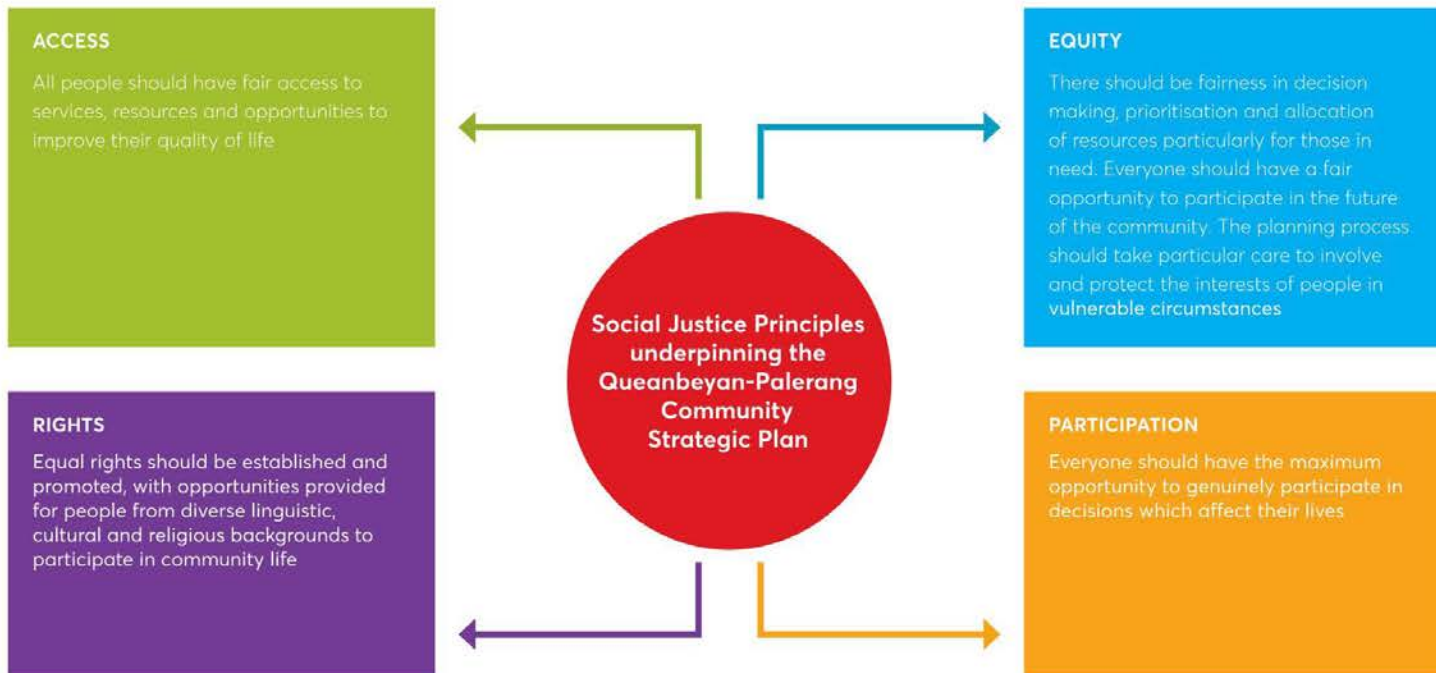 ACCESS
All people should have fair access to
services, resources and opportunities to
improve their quality of life
EQUITY
There should be fairness in decision
making, prioritisation and allocation
of resources particularly for those in
need. Everyone should have a fair
opportunity to participate in the future
of the community. The planning process
should take particular care to involve
and protect the interests of people in
vulnerable circumstances
Social Justice Principles
underpinning the
Queanbeyan-Palerang
Community
Strategic Plan
RIGHTS
Equal rights should be established and
promoted, with opportunities provided
for people from diverse linguistic,
cultural and religious backgrounds to
participate in community life
PARTICIPATION
Everyone should have the maximum
opportunity to genuinely participate in
decisions which affect their lives